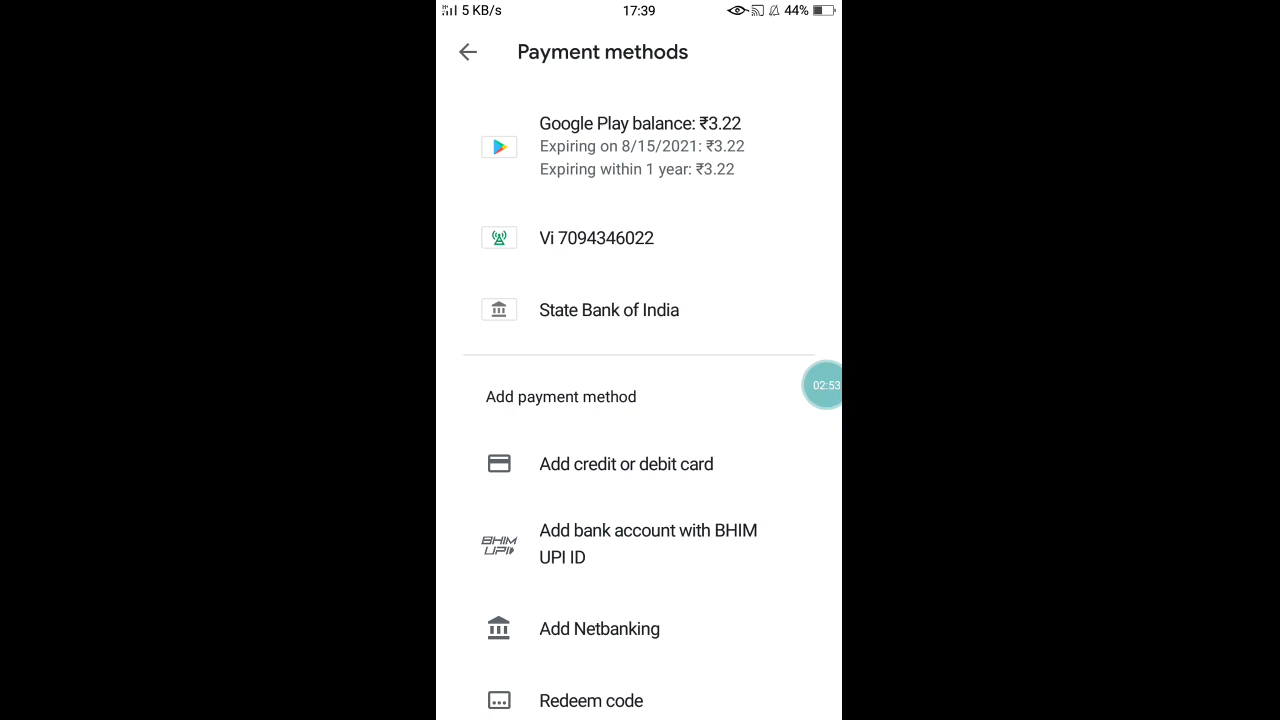 5 KB/s 17:39 44%
Payment methods
Google Play balance: ₹3.22
Expiring on 8/15/2021: ₹3.22
Expiring within 1 year: ₹3.22
Vi 7094346022
State Bank of India
02:53
Add payment method
Add credit or debit card
BHIM
UPI
Add bank account with BHIM
UPI ID
Add Netbanking
Redeem code